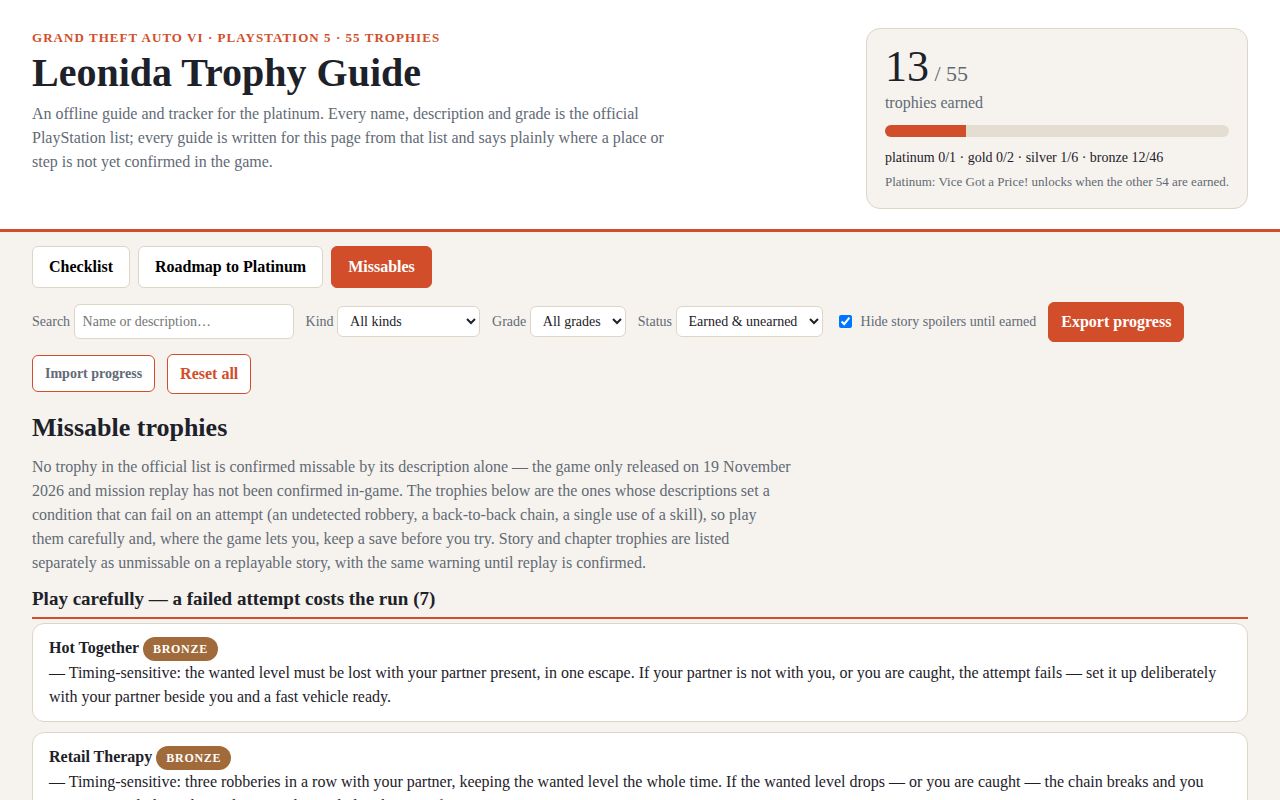 GRAND THEFT AUTO VI · PLAYSTATION 5 · 55 TROPHIES
Leonida Trophy Guide
An offline guide and tracker for the platinum. Every name, description and grade is the official
PlayStation list; every guide is written for this page from that list and says plainly where a place or
step is not yet confirmed in the game.
13 / 55
trophies earned
platinum 0/1 · gold 0/2 · silver 1/6 · bronze 12/46
Platinum: Vice Got a Price! unlocks when the other 54 are earned.
Checklist
Roadmap to Platinum
Missables
Search Name or description… Kind All kinds Grade All grades Status Earned & unearned Hide story spoilers until earned Export progress
Import progress Reset all
Missable trophies
No trophy in the official list is confirmed missable by its description alone — the game only released on 19 November
2026 and mission replay has not been confirmed in-game. The trophies below are the ones whose descriptions set a
condition that can fail on an attempt (an undetected robbery, a back-to-back chain, a single use of a skill), so play
them carefully and, where the game lets you, keep a save before you try. Story and chapter trophies are listed
separately as unmissable on a replayable story, with the same warning until replay is confirmed.
Play carefully — a failed attempt costs the run (7)
Hot Together BRONZE
— Timing-sensitive: the wanted level must be lost with your partner present, in one escape. If your partner is not with you, or you are caught, the attempt fails — set it up deliberately
with your partner beside you and a fast vehicle ready.
Retail Therapy BRONZE
— Timing-sensitive: three robberies in a row with your partner, keeping the wanted level the whole time. If the wanted level drops — or you are caught — the chain breaks and you